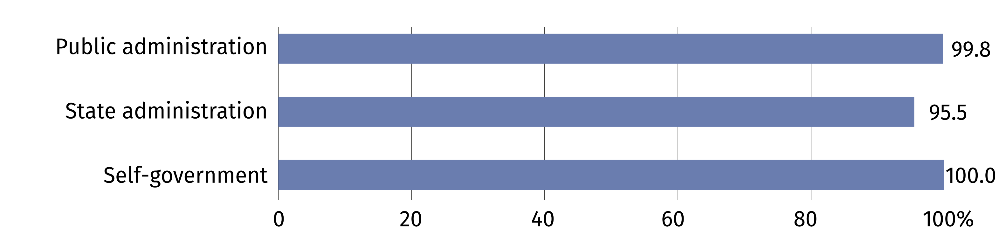 Public administration 99.8
State administration 95.5
Self-government 100.0
0 20 40 60 80 100%